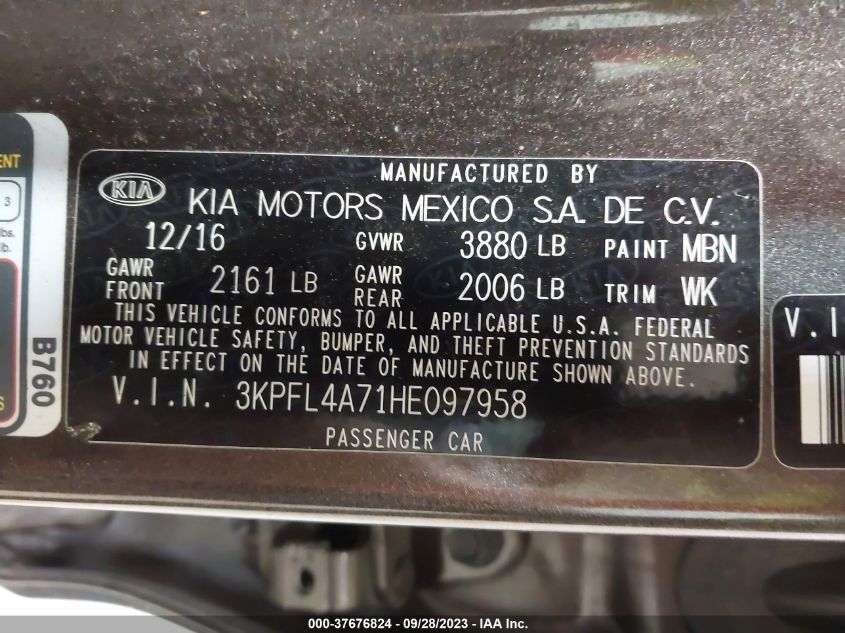 MANUFACTURED BY
KIA KIA MOTORS MEXICO S.A. DE C.V.
12/16 GVWR 3880 LB PAINT MBN
GAWR FRONT 2161 LB GAWR REAR 2006 LB TRIM WK
THIS VEHICLE CONFORMS TO ALL APPLICABLE U.S.A. FEDERAL
MOTOR VEHICLE SAFETY, BUMPER, AND THEFT PREVENTION STANDARDS
IN EFFECT ON THE DATE OF MANUFACTURE SHOWN ABOVE.
V.I.N. 3KPFL4A71HE097958
PASSENGER CAR
3
lbs.
lb.
B760
000-37676824 - 09/28/2023 - IAA Inc.